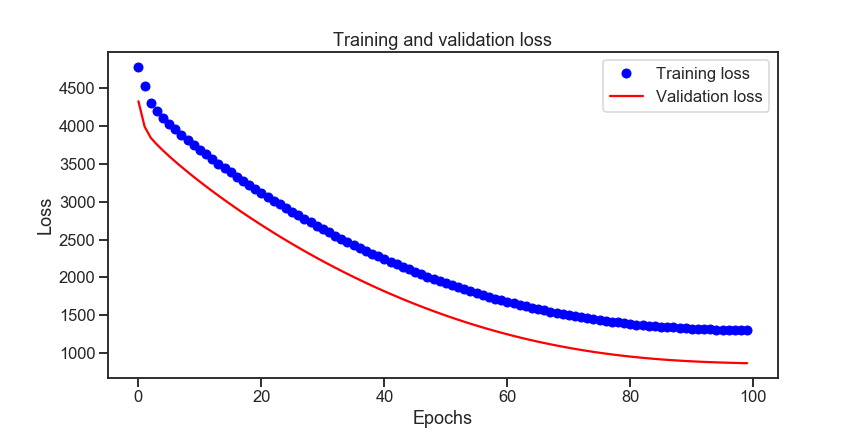 Training and validation loss
Training loss
Validation loss
4500
4000
3500
3000
2500
2000
1500
1000
Loss
0 20 40 60 80 100
Epochs